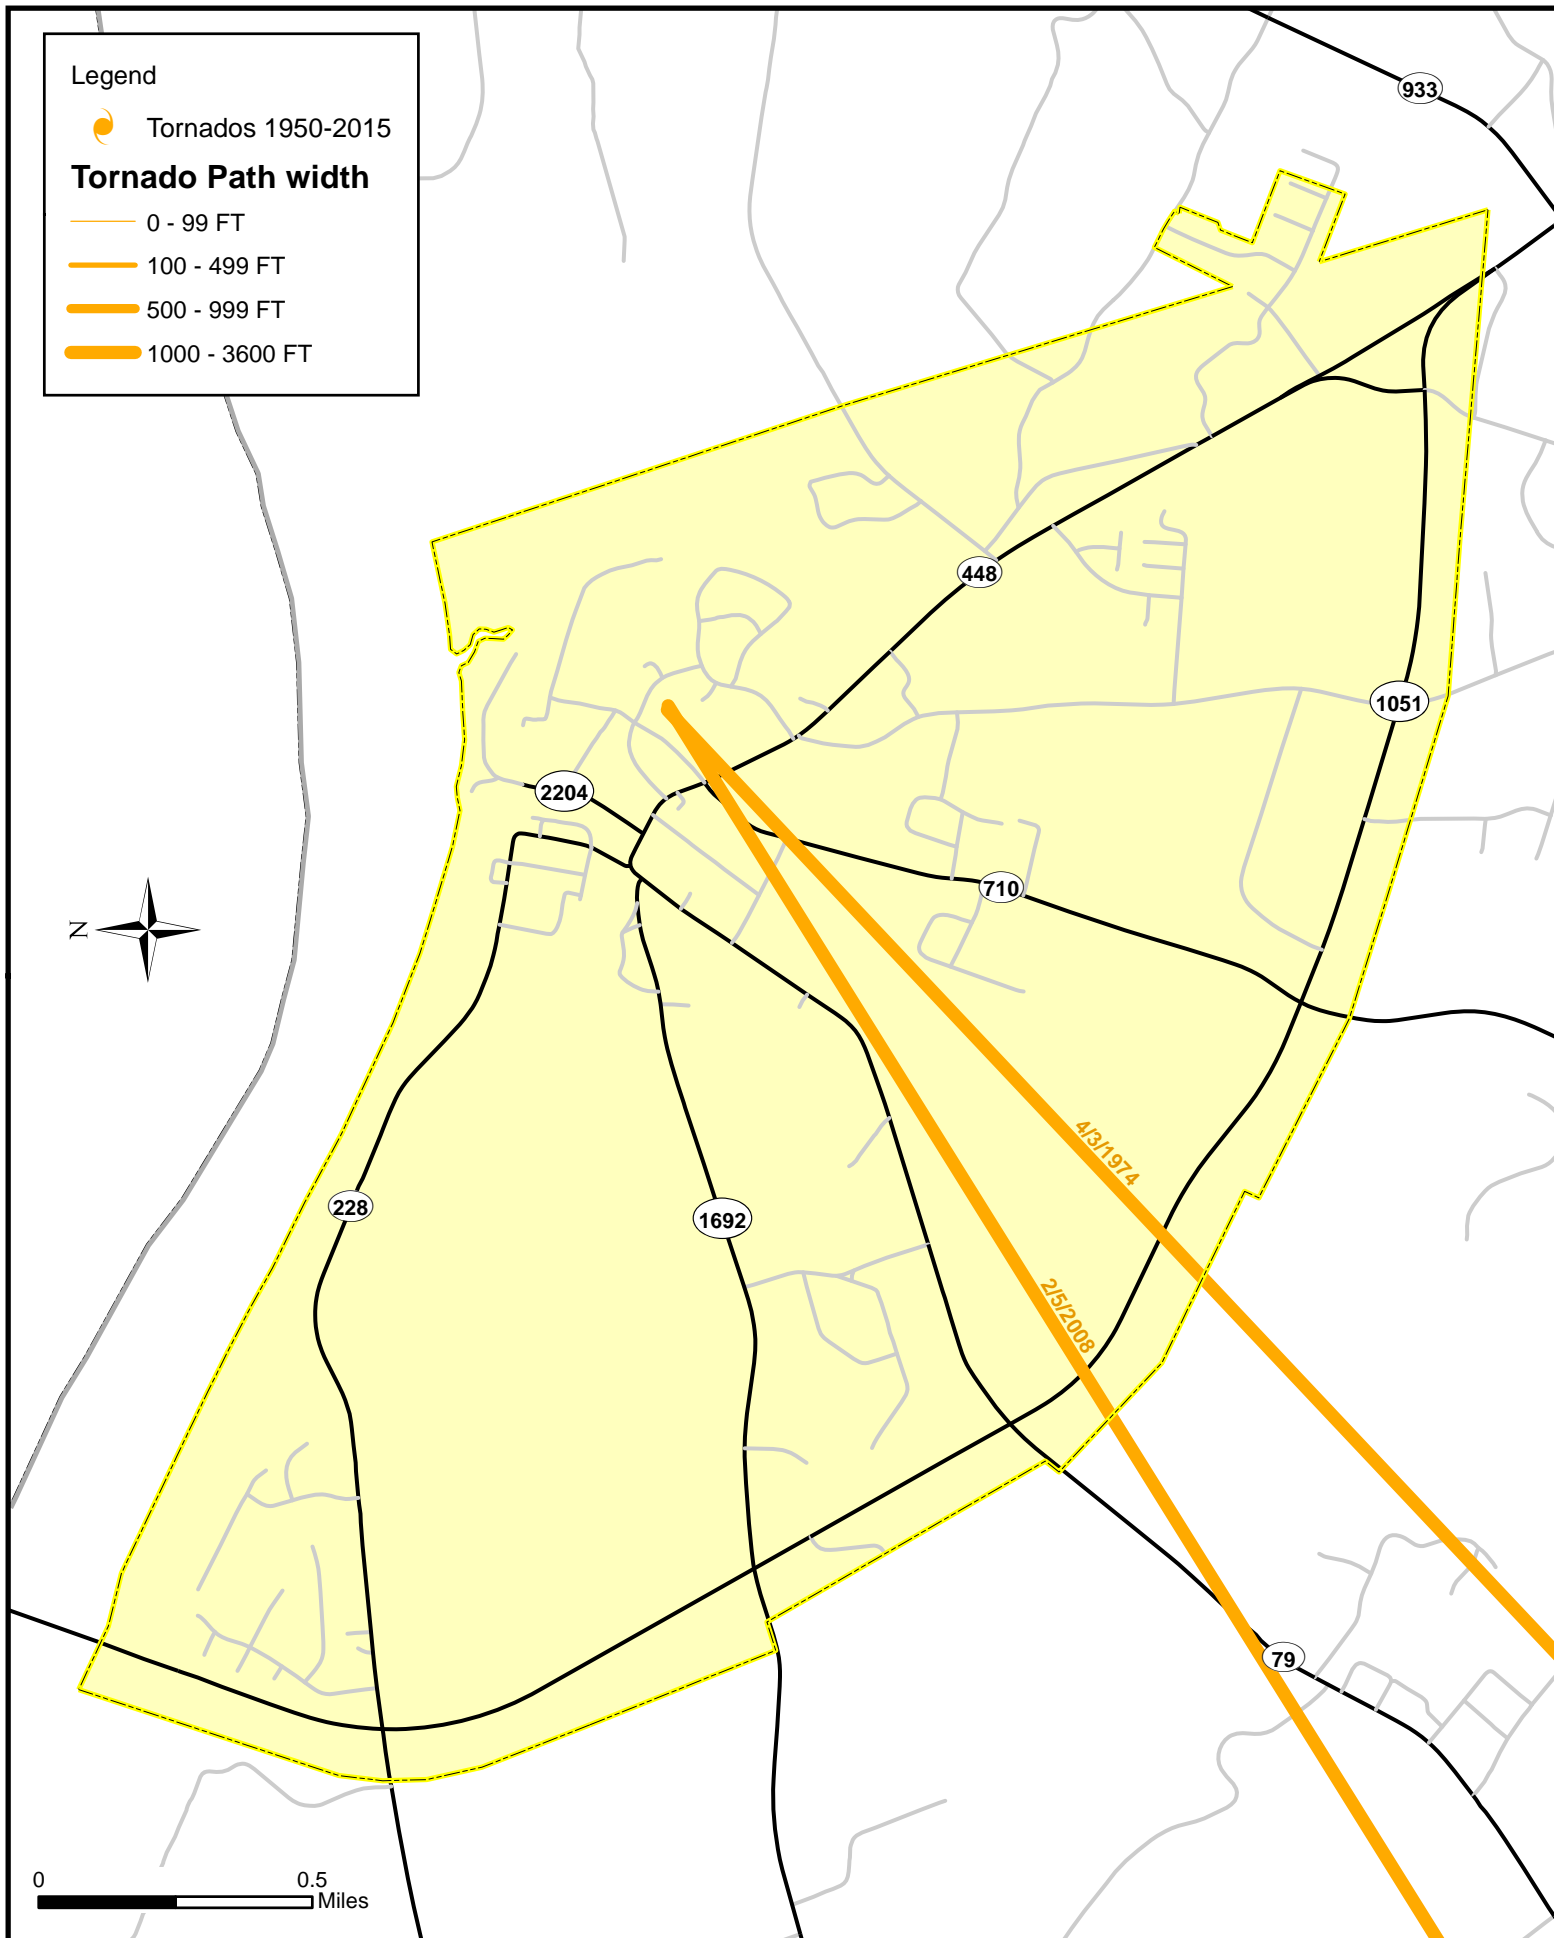 Legend
Tornados 1950-2015
Tornado Path width
0 - 99 FT
100 - 499 FT
500 - 999 FT
1000 - 3600 FT
933
448
1051
2204
710
N
4/3/1974
228
1692
2/5/2008
79
0 0.5
Miles